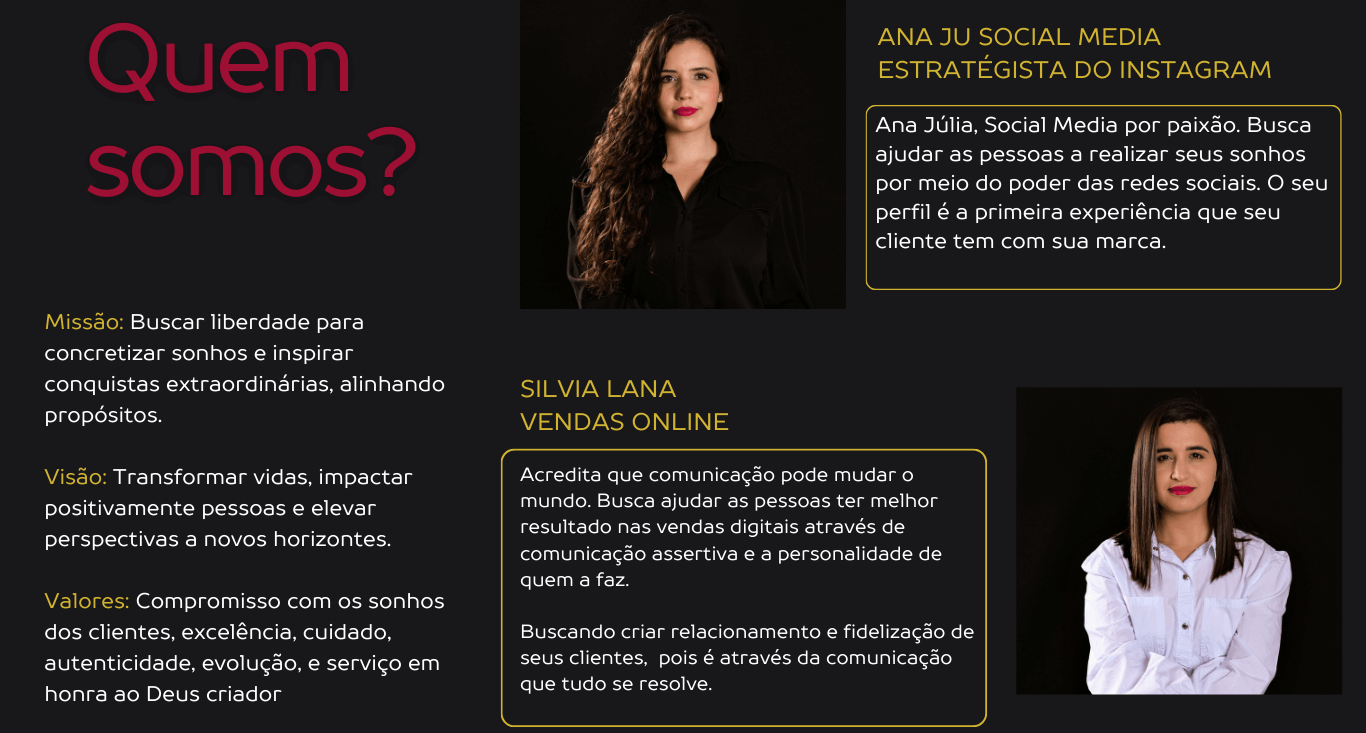 Quem
somos?
Missão: Buscar liberdade para
concretizar sonhos e inspirar
conquistas extraordinárias, alinhando
propósitos.
Visão: Transformar vidas, impactar
positivamente pessoas e elevar
perspectivas a novos horizontes.
Valores: Compromisso com os sonhos
dos clientes, excelência, cuidado,
autenticidade, evolução, e serviço em
honra ao Deus criador
ANA JU SOCIAL MEDIA
ESTRATÉGISTA DO INSTAGRAM
Ana Júlia, Social Media por paixão. Busca
ajudar as pessoas a realizar seus sonhos
por meio do poder das redes sociais. O seu
perfil é a primeira experiência que seu
cliente tem com sua marca.
SILVIA LANA
VENDAS ONLINE
Acredita que comunicação pode mudar o
mundo. Busca ajudar as pessoas ter melhor
resultado nas vendas digitais através de
comunicação assertiva e a personalidade de
quem a faz.
Buscando criar relacionamento e fidelização de
seus clientes,  pois é através da comunicação
que tudo se resolve.